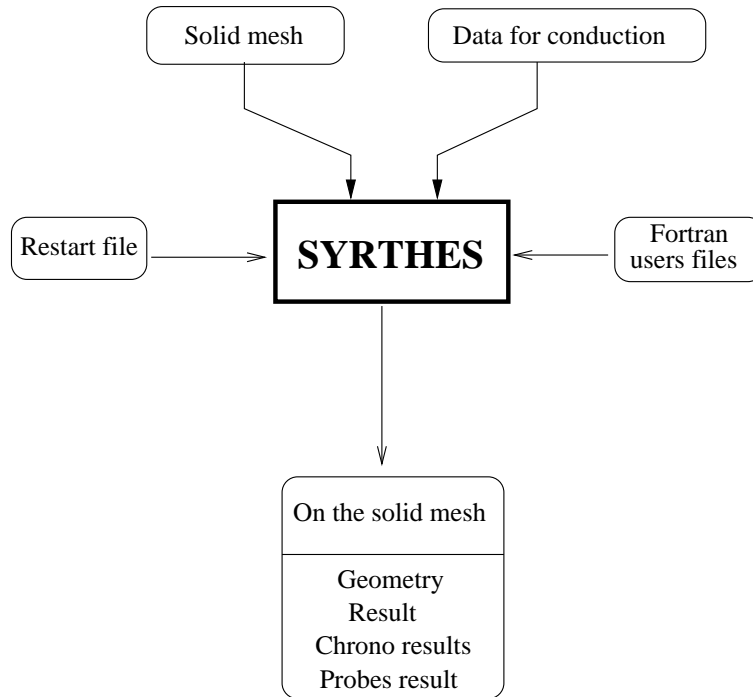 Solid mesh
Data for conduction
Restart file
SYRTHES
Fortran
users files
On the solid mesh
Geometry
Result
Chrono results
Probes result